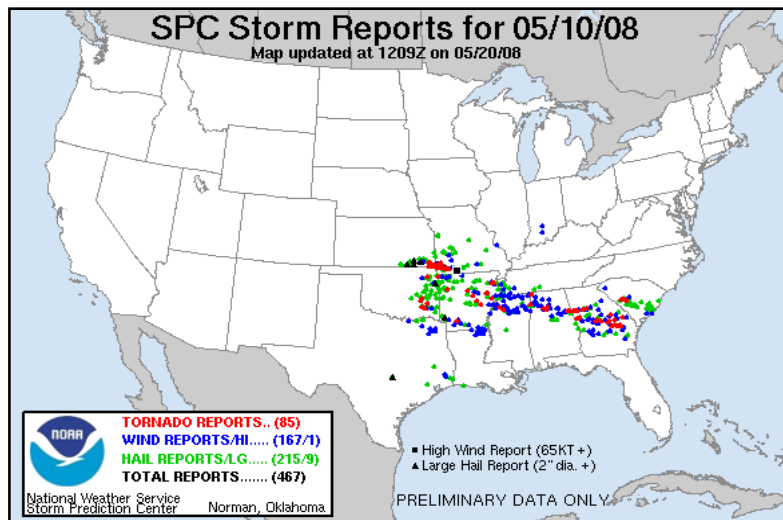 SPC Storm Reports for 05/10/08
Map updated at 1209Z on 05/20/08
TORNADO REPORTS.. (85)
WIND REPORTS/HI..... (167/1)
HAIL REPORTS/LG..... (215/9)
TOTAL REPORTS....... (467)
NOAA
National Weather Service
Storm Prediction Center
Norman, Oklahoma
High Wind Report (65KT +)
Large Hail Report (2" dia. +)
PRELIMINARY DATA ONLY